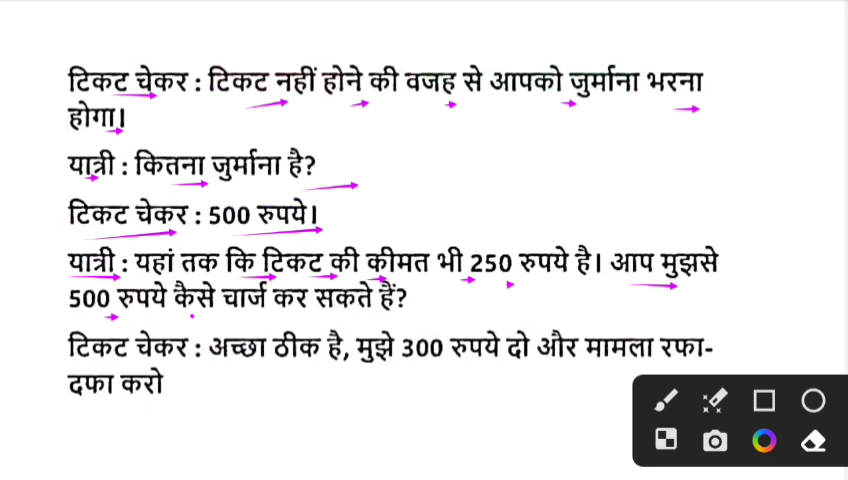 टिकट चेकर : टिकट नहीं होने की वजह से आपको जुर्माना भरना
होगा।
यात्री : कितना जुर्माना है?
टिकट चेकर : 500 रुपये।
यात्री : यहां तक कि टिकट की कीमत भी 250 रुपये है। आप मुझसे
500 रुपये कैसे चार्ज कर सकते हैं?
टिकट चेकर : अच्छा ठीक है, मुझे 300 रुपये दो और मामला रफा-
दफा करो